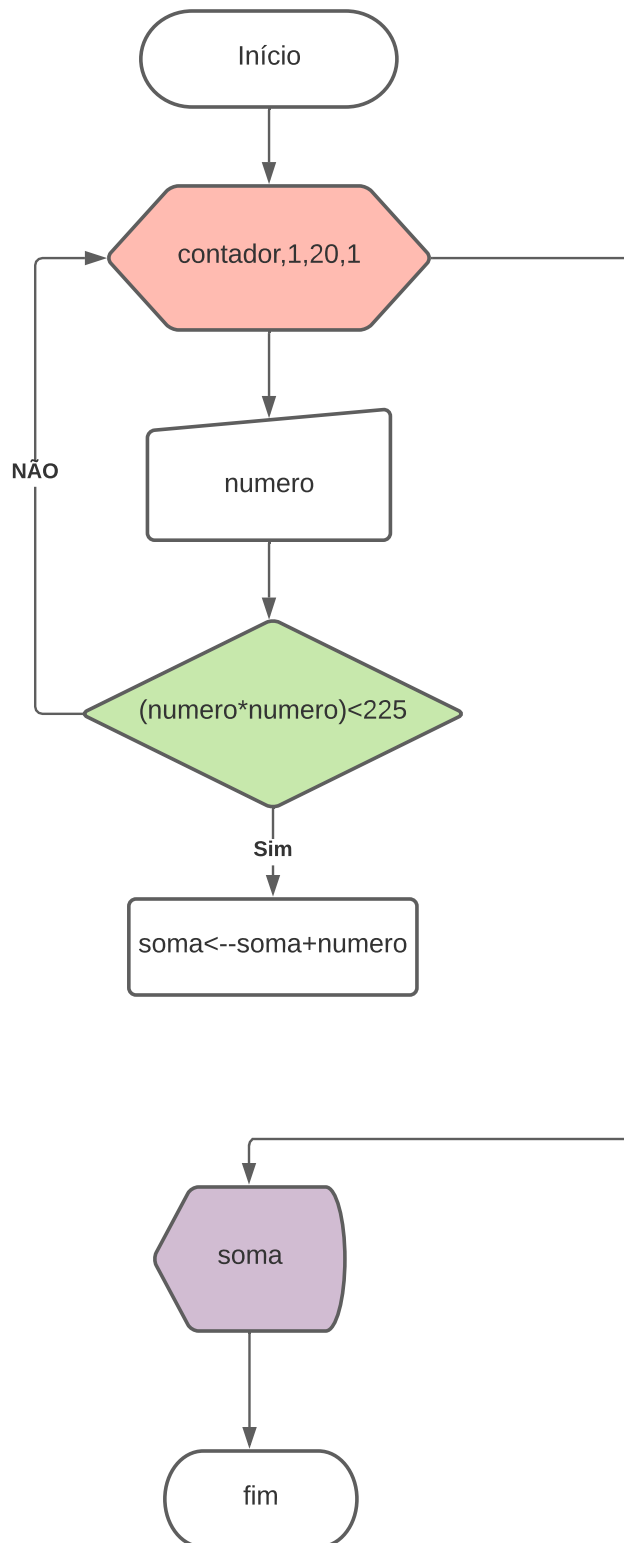 Início
contador,1,20,1
numero
NÃO
(numero*numero)<225
Sim
soma<--soma+numero
soma
fim